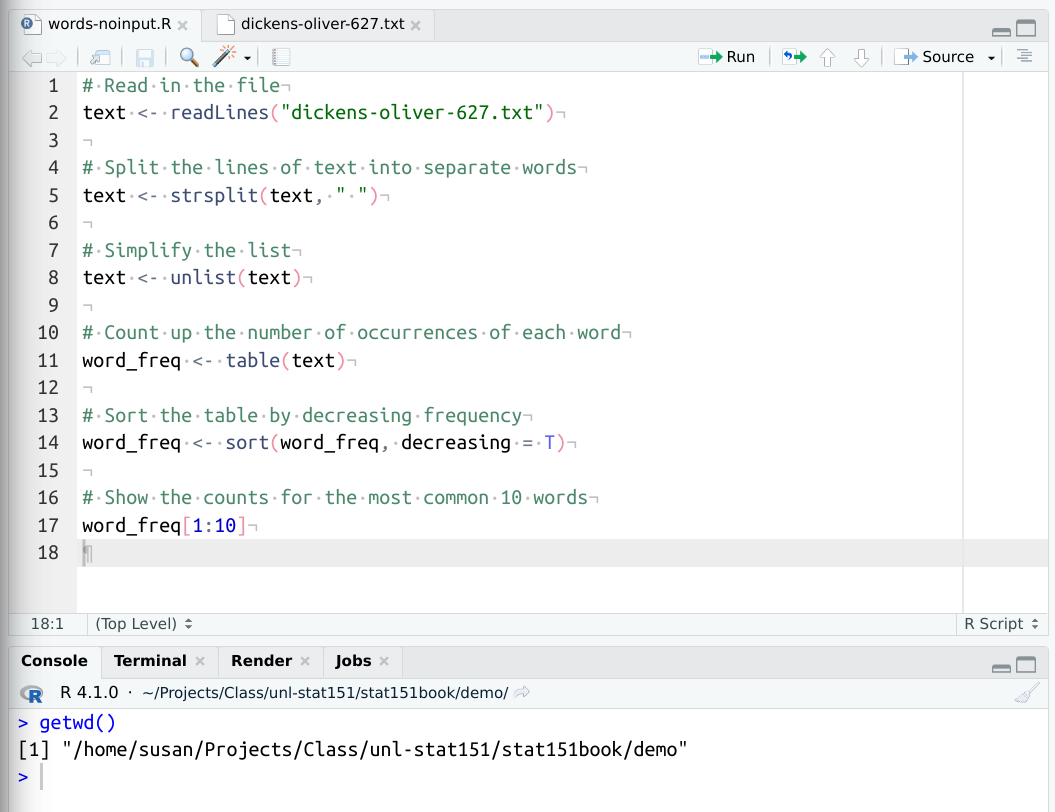 words-noinput.R dickens-oliver-627.txt
Run Source
1 # Read in the file
2 text <- readLines("dickens-oliver-627.txt")
3
4 # Split the lines of text into separate words
5 text <- strsplit(text, " ")
6
7 # Simplify the list
8 text <- unlist(text)
9
10 # Count up the number of occurrences of each word
11 word_freq <- table(text)
12
13 # Sort the table by decreasing frequency
14 word_freq <- sort(word_freq, decreasing = T)
15
16 # Show the counts for the most common 10 words
17 word_freq[1:10]
18
18:1 (Top Level) R Script
Console Terminal Render Jobs
R 4.1.0 · ~/Projects/Class/unl-stat151/stat151book/demo/
> getwd()
[1] "/home/susan/Projects/Class/unl-stat151/stat151book/demo"
>